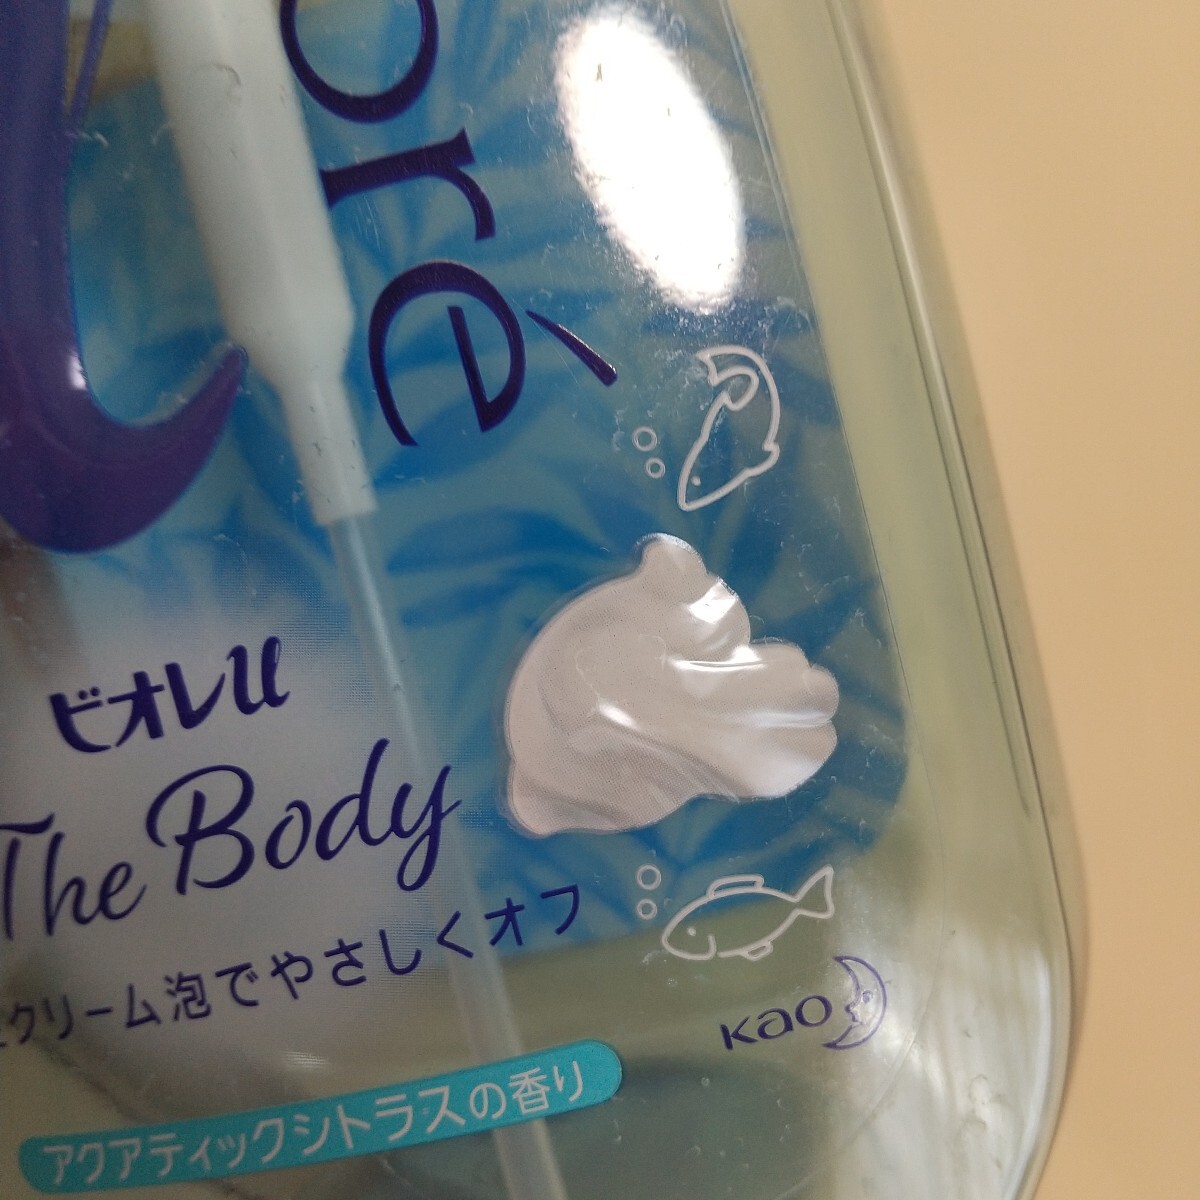 oré
ビオレu
The Body
クリーム泡でやさしくオフ
Kao
アクアティックシトラスの香り